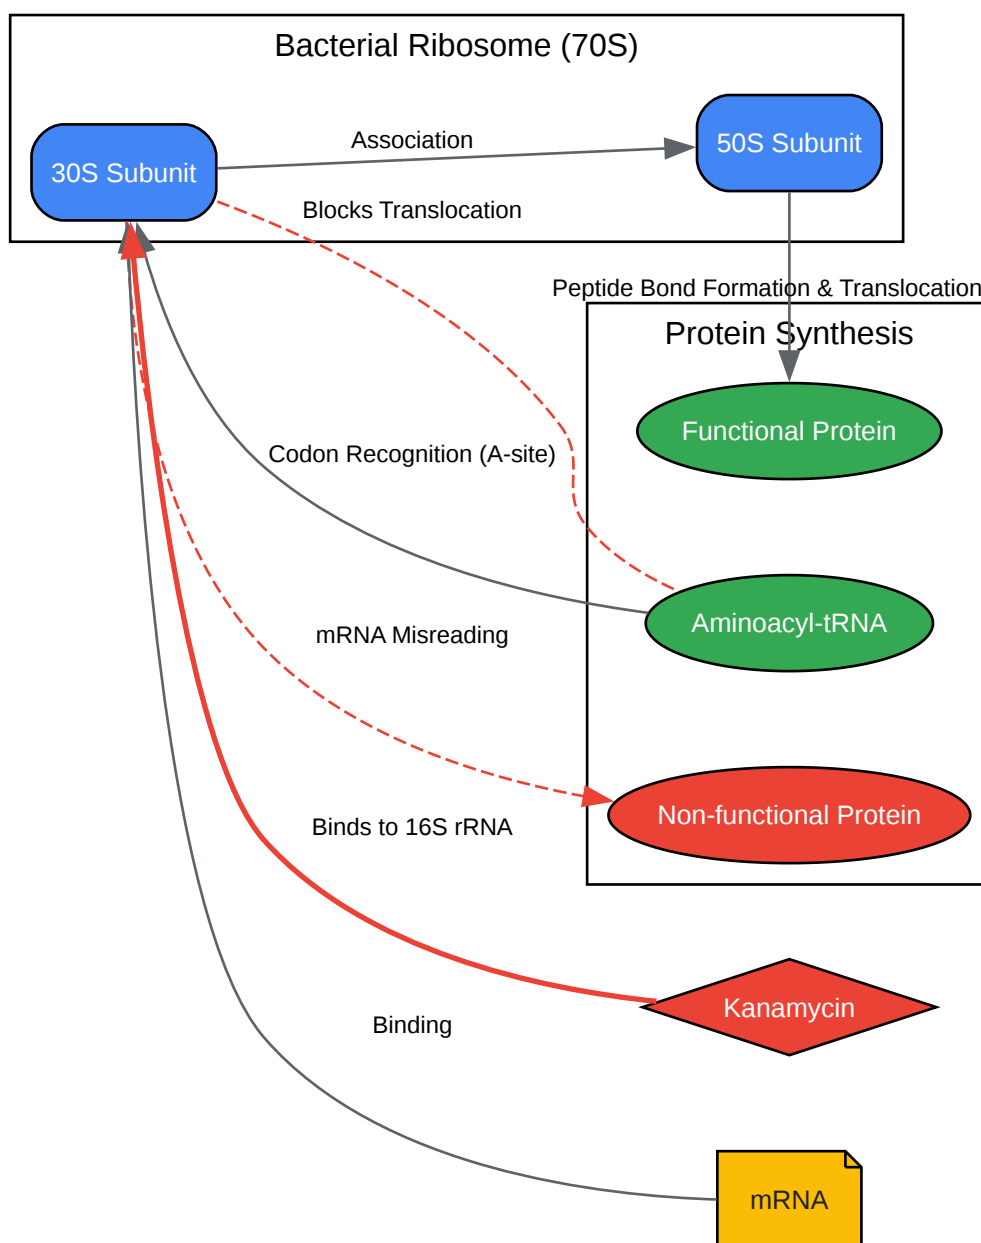 Bacterial Ribosome (70S)
Association
50S Subunit
30S Subunit
Blocks Translocation
Peptide Bond Formation & Translocation
Protein Synthesis
Functional Protein
Codon Recognition (A-site)
Aminoacyl-tRNA
mRNA Misreading
Non-functional Protein
Binds to 16S rRNA
Kanamycin
Binding
mRNA